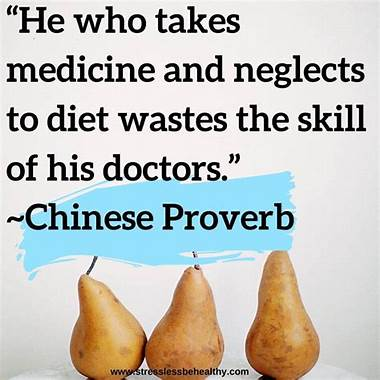 “He who takes
medicine and neglects
to diet wastes the skill
of his doctors.”
~Chinese Proverb
www.stresslessbehealthy.com